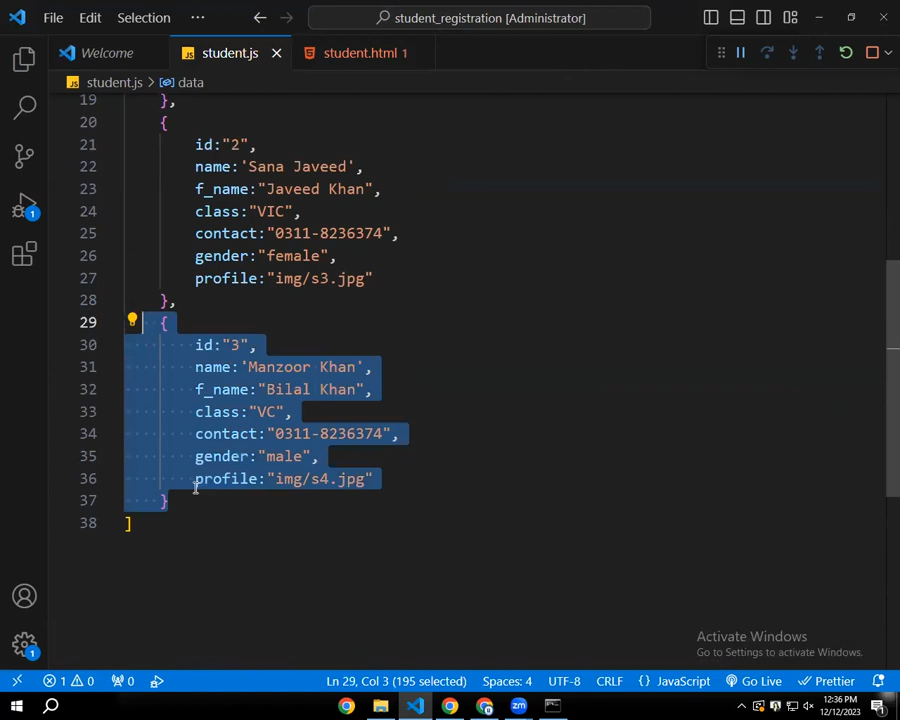 File Edit Selection ··· student_registration [Administrator]
Welcome student.js student.html 1
student.js > data
19 },
20 {
21 id:"2",
22 name:'Sana Javeed',
23 f_name:"Javeed Khan",
24 class:"VIC",
25 contact:"0311-8236374",
26 gender:"female",
27 profile:"img/s3.jpg"
28 },
29 {
30 id:"3",
31 name:'Manzoor Khan',
32 f_name:"Bilal Khan",
33 class:"VC",
34 contact:"0311-8236374",
35 gender:"male",
36 profile:"img/s4.jpg"
37 }
38 ]
1
1
Activate Windows
Go to Settings to activate Windows.
1 0 0 Ln 29, Col 3 (195 selected) Spaces: 4 UTF-8 CRLF {} JavaScript Go Live Prettier
zm 12:36 PM
12/12/2023 1